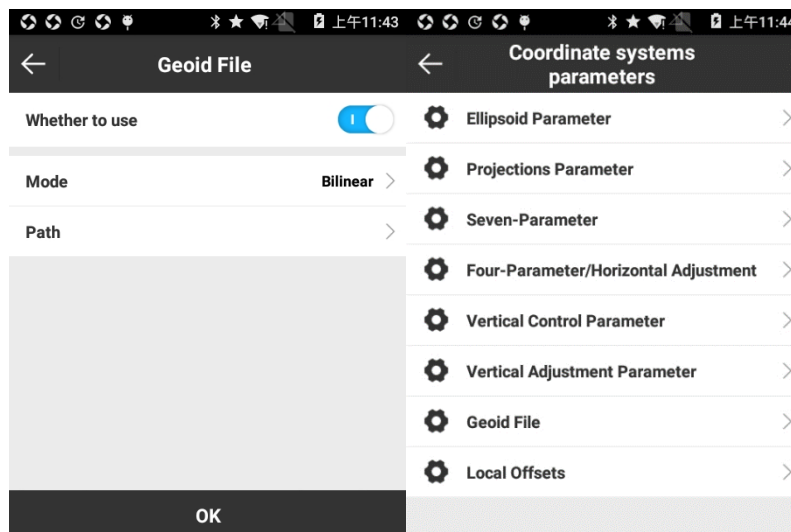 上午11:43
Geoid File
Whether to use
Mode Bilinear
Path
OK
上午11:44
Coordinate systems
parameters
Ellipsoid Parameter
Projections Parameter
Seven-Parameter
Four-Parameter/Horizontal Adjustment
Vertical Control Parameter
Vertical Adjustment Parameter
Geoid File
Local Offsets